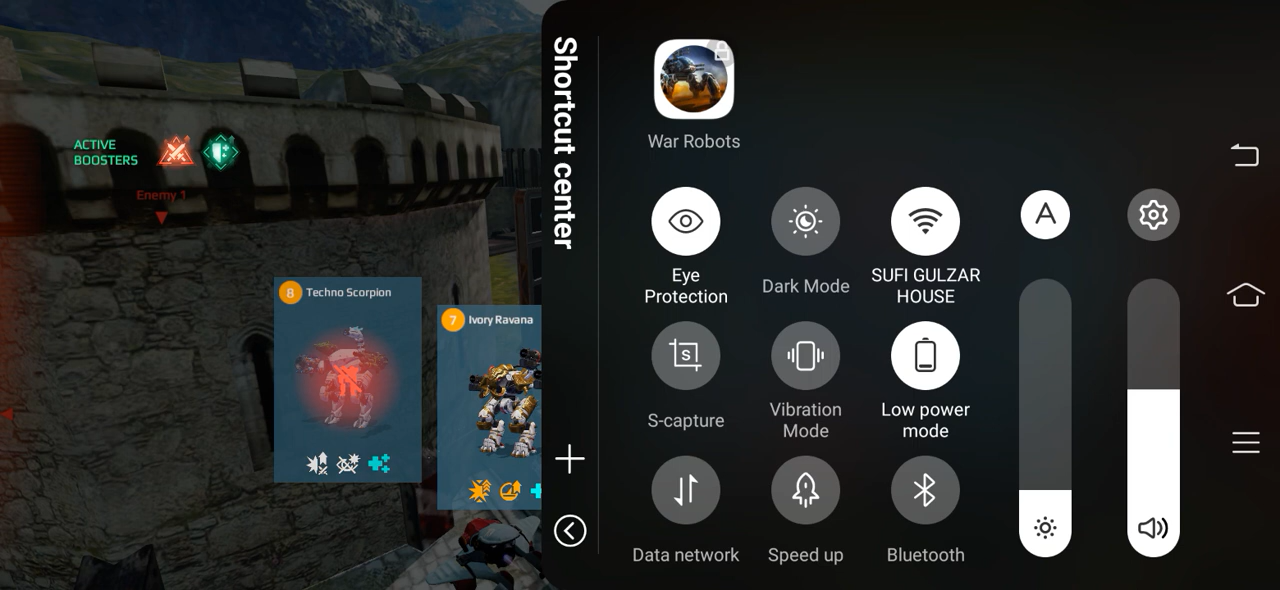 ACTIVE
BOOSTERS
Enemy 1
8 Techno Scorpion
7 Ivory Ravana
Shortcut center
War Robots
A
Eye
Protection
Dark Mode
SUFI GULZAR
HOUSE
S
S-capture
Vibration
Mode
Low power
mode
Data network
Speed up
Bluetooth